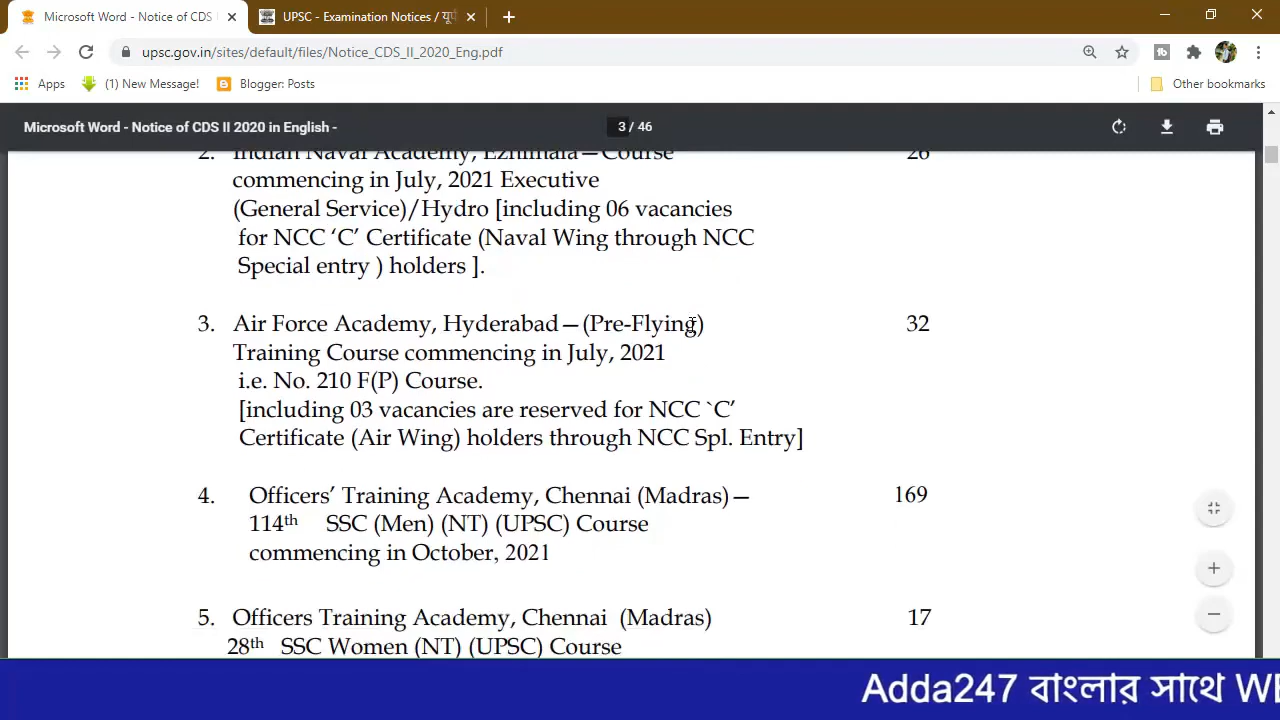 Microsoft Word - Notice of CDS II
UPSC - Examination Notices /
upsc.gov.in/sites/default/files/Notice_CDS_II_2020_Eng.pdf
Apps
(1) New Message!
Blogger: Posts
Other bookmarks
Microsoft Word - Notice of CDS II 2020 in English -
3 / 46
2. Indian Naval Academy, Ezhimala—Course 26
commencing in July, 2021 Executive
(General Service)/Hydro [including 06 vacancies
for NCC ‘C’ Certificate (Naval Wing through NCC
Special entry ) holders ].
3. Air Force Academy, Hyderabad—(Pre-Flying) 32
Training Course commencing in July, 2021
i.e. No. 210 F(P) Course.
[including 03 vacancies are reserved for NCC `C’
Certificate (Air Wing) holders through NCC Spl. Entry]
4. Officers’ Training Academy, Chennai (Madras)— 169
114th SSC (Men) (NT) (UPSC) Course
commencing in October, 2021
5. Officers Training Academy, Chennai (Madras) 17
28th SSC Women (NT) (UPSC) Course
Adda247 বাংলার সাথে